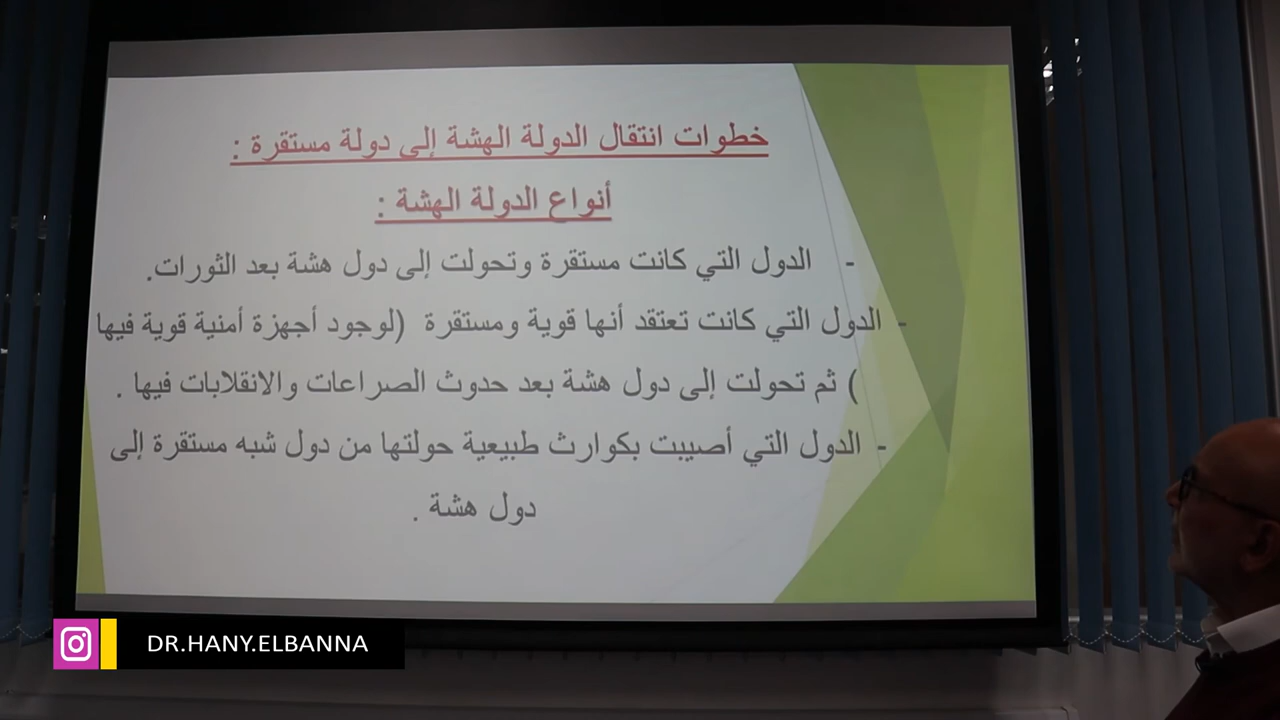 خطوات انتقال الدولة الهشة إلى دولة مستقرة :
أنواع الدولة الهشة :
- الدول التي كانت مستقرة وتحولت إلى دول هشة بعد الثورات.
- الدول التي كانت تعتقد أنها قوية ومستقرة (لوجود أجهزة أمنية قوية فيها
) ثم تحولت إلى دول هشة بعد حدوث الصراعات والانقلابات فيها .
- الدول التي أصيبت بكوارث طبيعية حولتها من دول شبه مستقرة إلى
دول هشة .
DR.HANY.ELBANNA